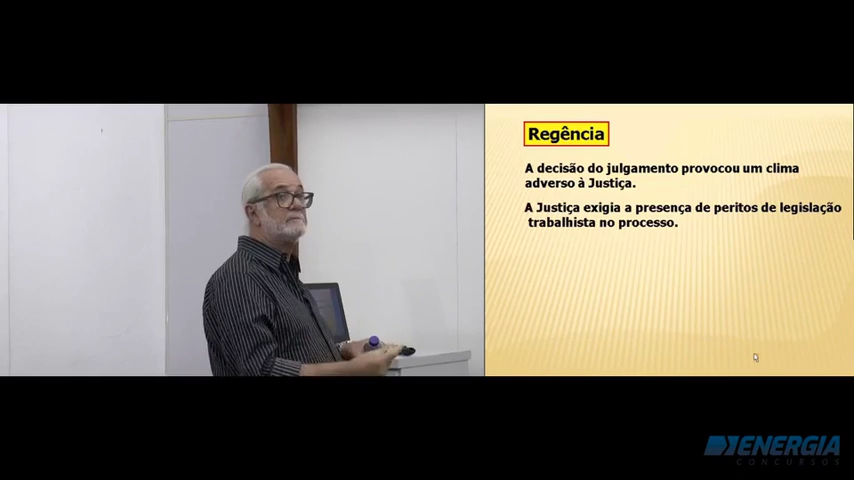 Regência
A decisão do julgamento provocou um clima
adverso à Justiça.
A Justiça exigia a presença de peritos de legislação
trabalhista no processo.
ENERGIA
CONCURSOS